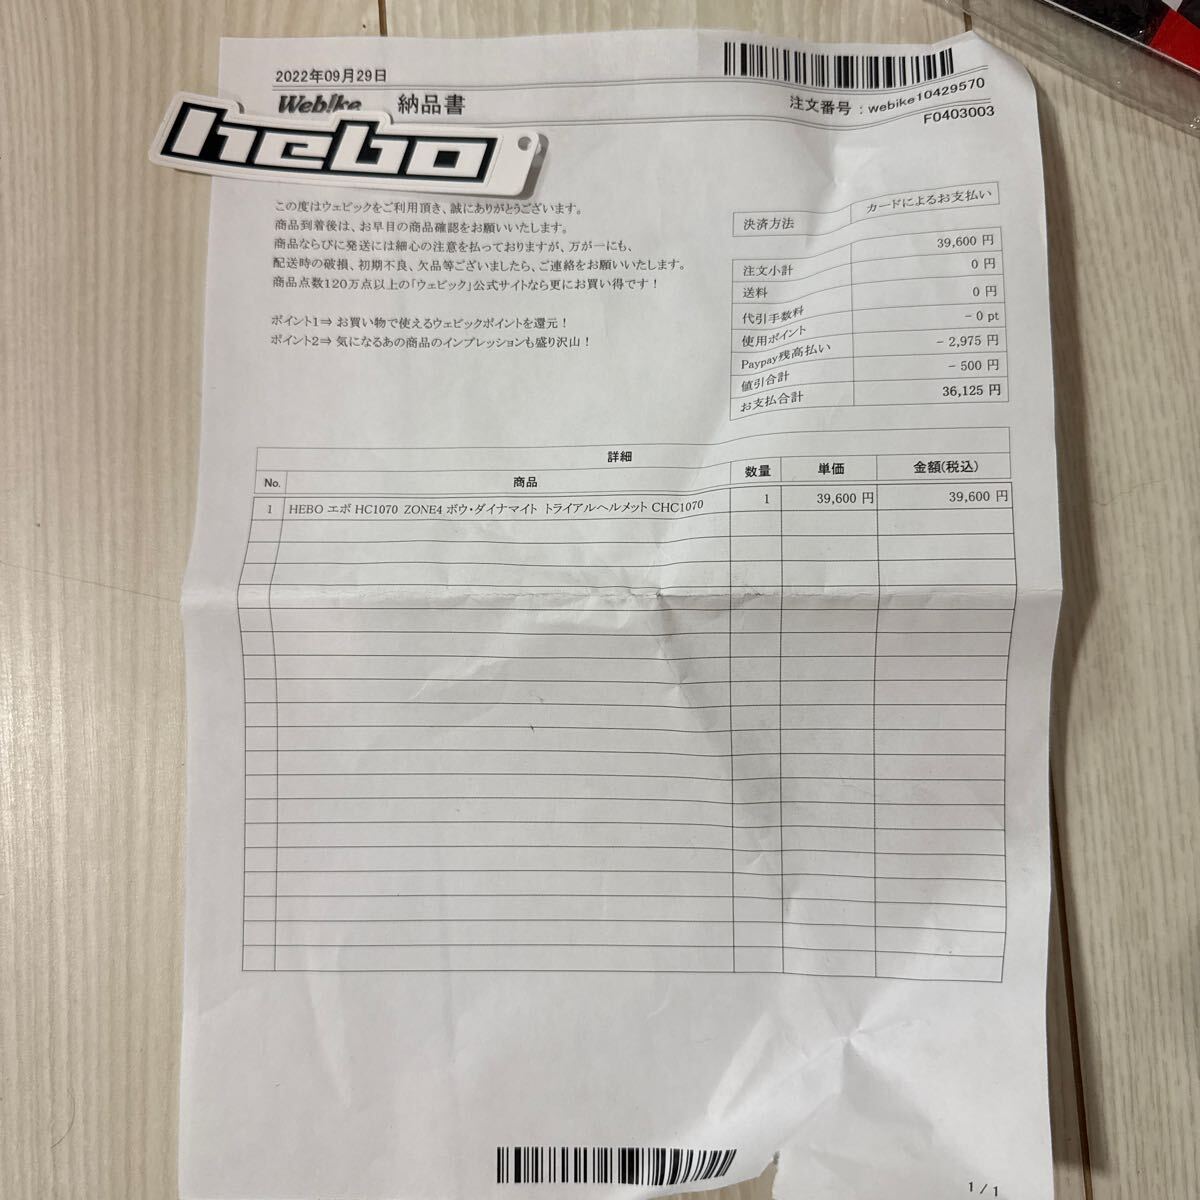 2022年09月29日
Web!ke 納品書
注文番号：webike10429570
F0403003
hebo
この度はウェビックをご利用頂き、誠にありがとうございます。
商品到着後は、お早目の商品確認をお願いいたします。
商品ならびに発送には細心の注意を払っておりますが、万が一にも、
配送時の破損、初期不良、欠品等ございましたら、ご連絡をお願いいたします。
商品点数120万点以上の「ウェビック」公式サイトなら更にお買い得です！
ポイント1⇒ お買い物で使えるウェビックポイントを還元！
ポイント2⇒ 気になるあの商品のインプレッションも盛り沢山！
決済方法 カードによるお支払い
注文小計 39,600 円
送料 0 円
代引手数料 0 円
使用ポイント - 0 pt
Paypay残高払い - 2,975 円
値引合計 - 500 円
お支払合計 36,125 円
詳細
No. 商品 数量 単価 金額(税込)
1 HEBO エボ HC1070 ZONE4 ボウ・ダイナマイト トライアルヘルメット CHC1070 1 39,600 円 39,600 円
1 / 1